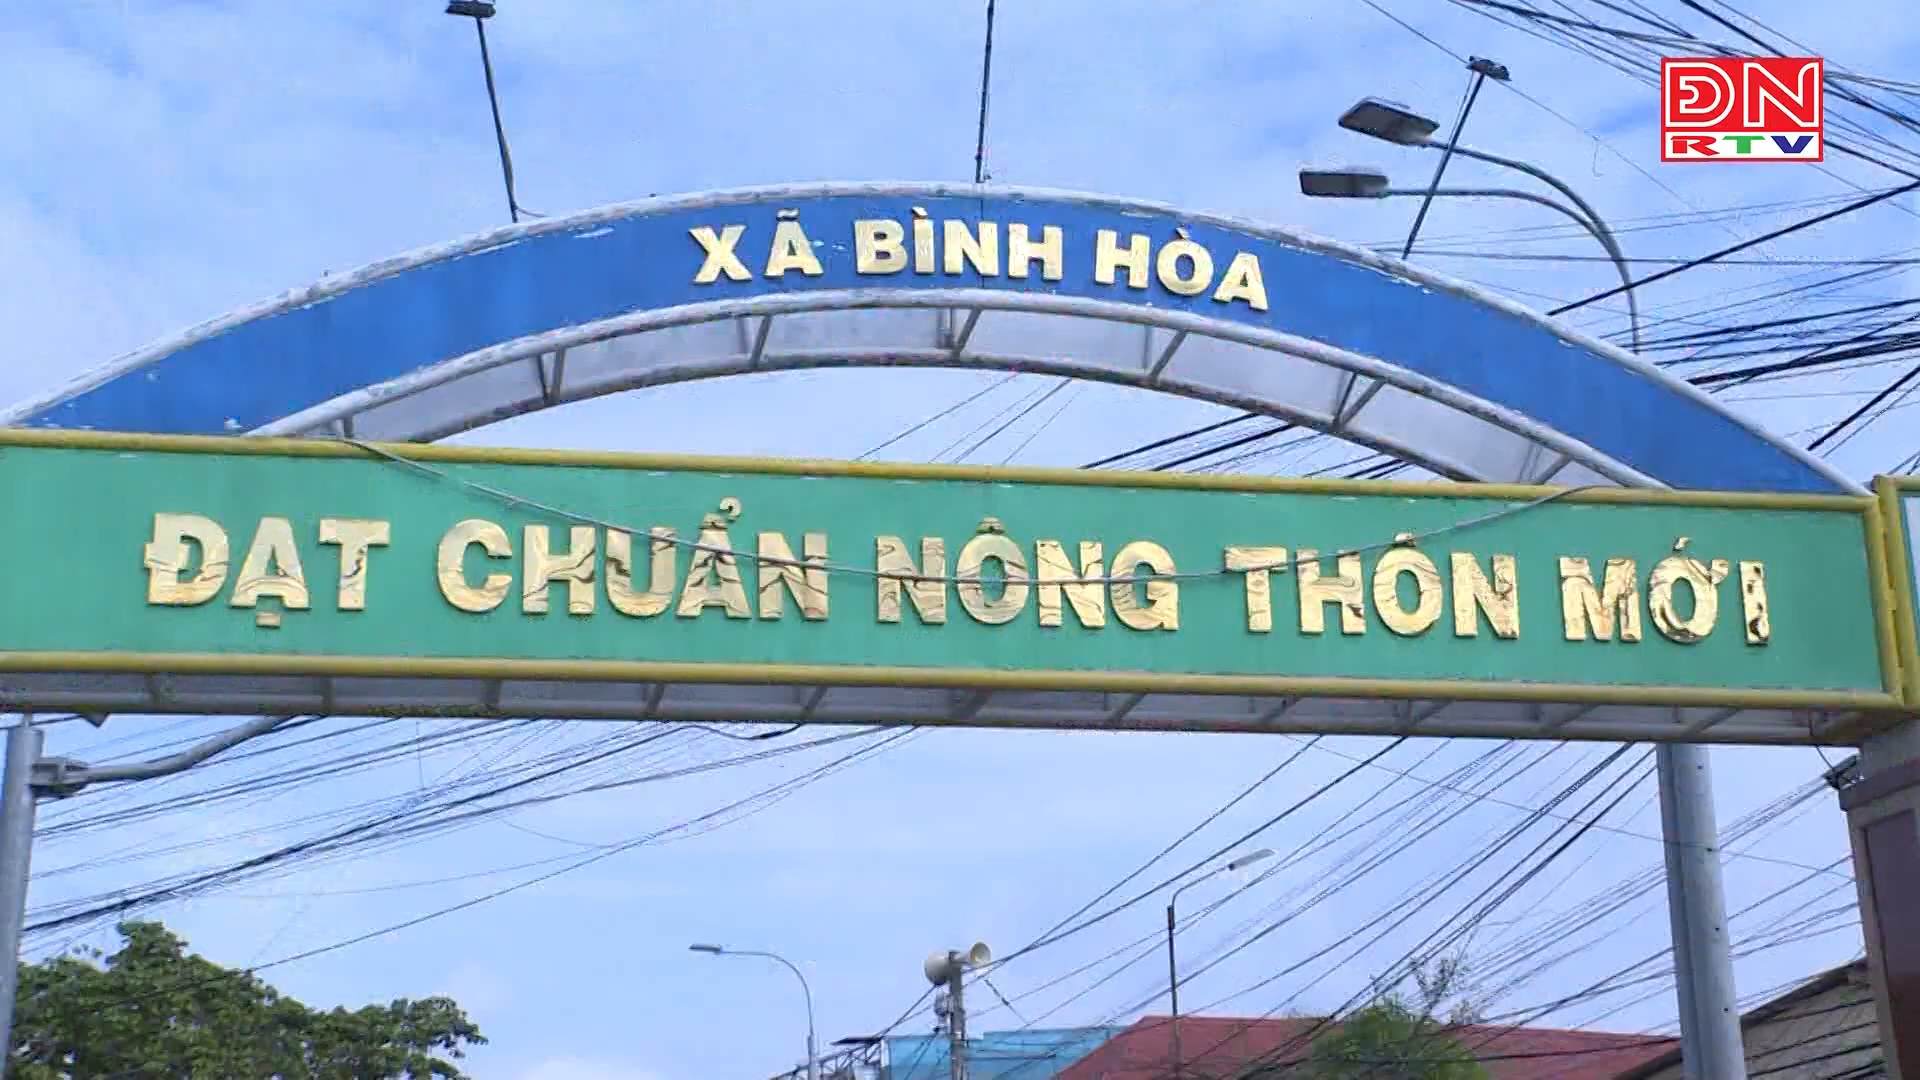 ĐN
RTV
XÃ BÌNH HÒA
ĐẠT CHUẨN NÔNG THÔN MỚI